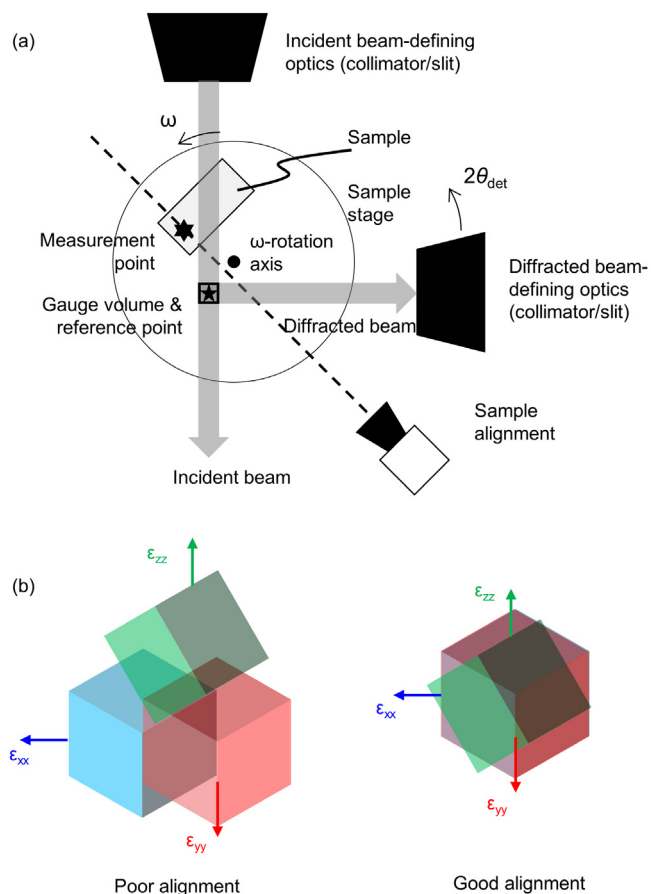 (a)
Incident beam-defining
optics (collimator/slit)
ω
Sample
2θdet
Sample
stage
Measurement
point
ω-rotation
axis
Diffracted beam-
defining optics
(collimator/slit)
Gauge volume &
reference point
Diffracted beam
Sample
alignment
Incident beam
(b)
εzz
εxx
εyy
Poor alignment
εzz
εxx
εyy
Good alignment